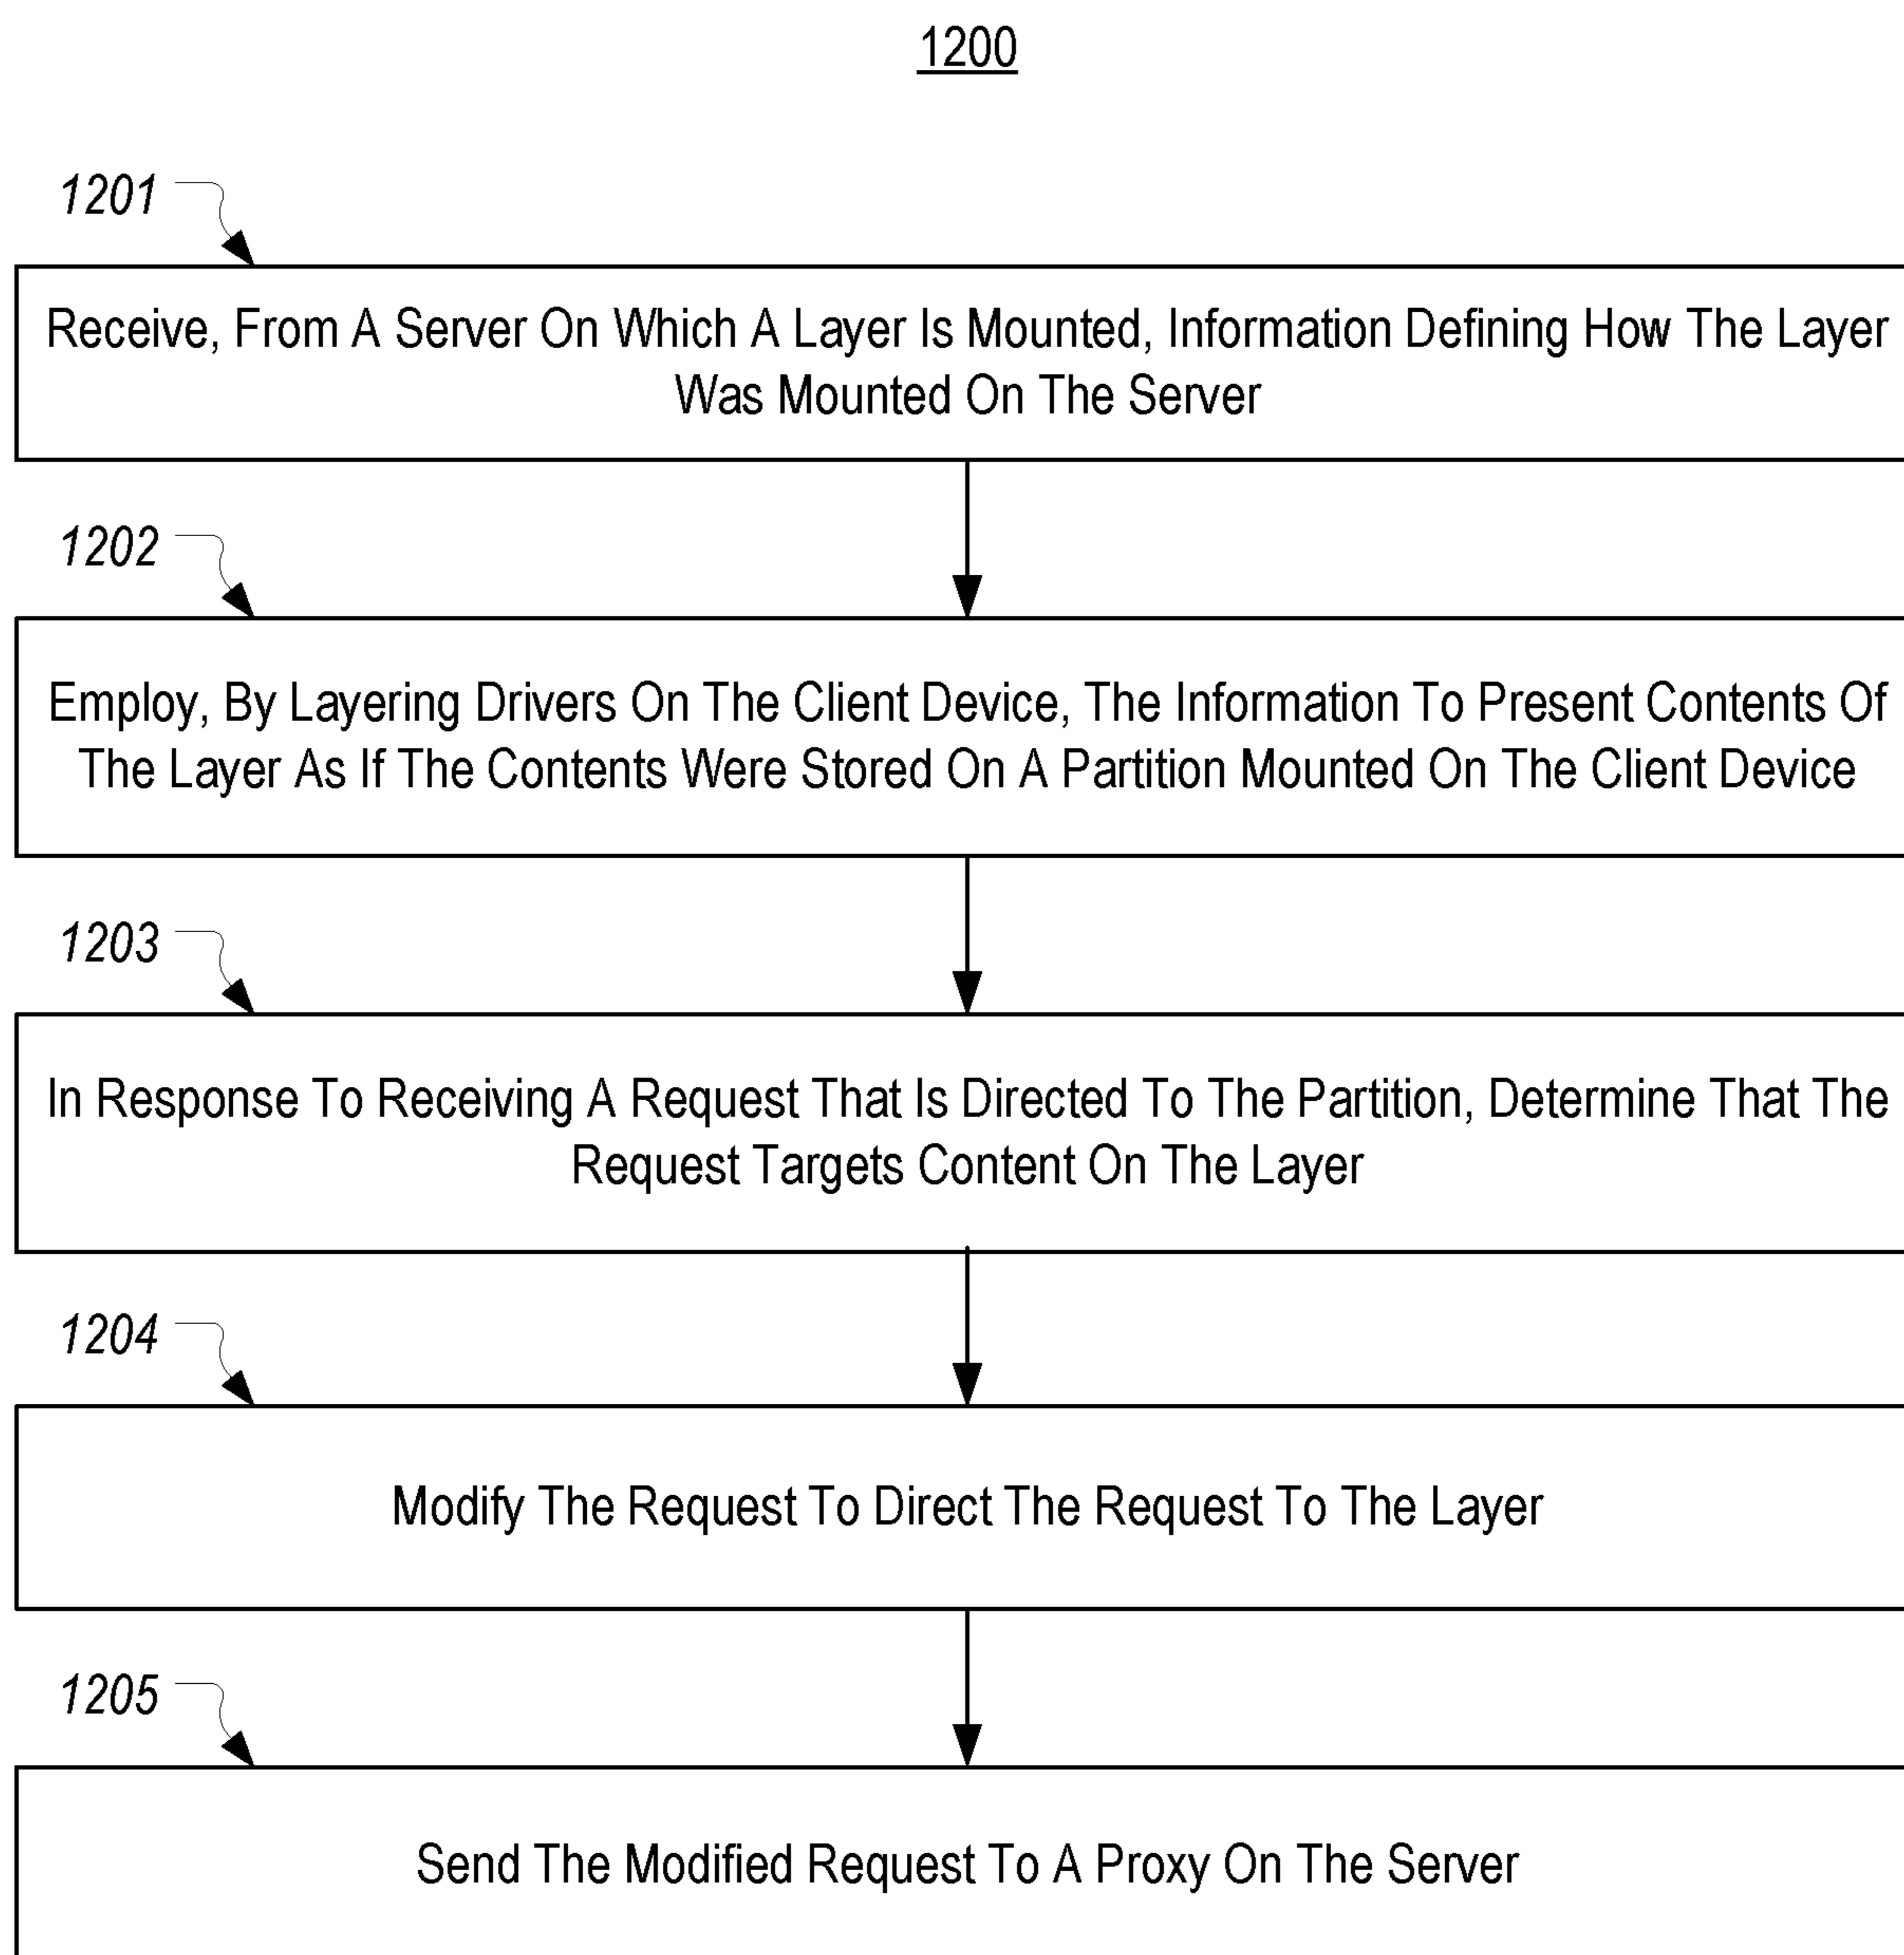 1200
1201
Receive, From A Server On Which A Layer Is Mounted, Information Defining How The Layer
Was Mounted On The Server
1202
Employ, By Layering Drivers On The Client Device, The Information To Present Contents Of
The Layer As If The Contents Were Stored On A Partition Mounted On The Client Device
1203
In Response To Receiving A Request That Is Directed To The Partition, Determine That The
Request Targets Content On The Layer
1204
Modify The Request To Direct The Request To The Layer
1205
Send The Modified Request To A Proxy On The Server